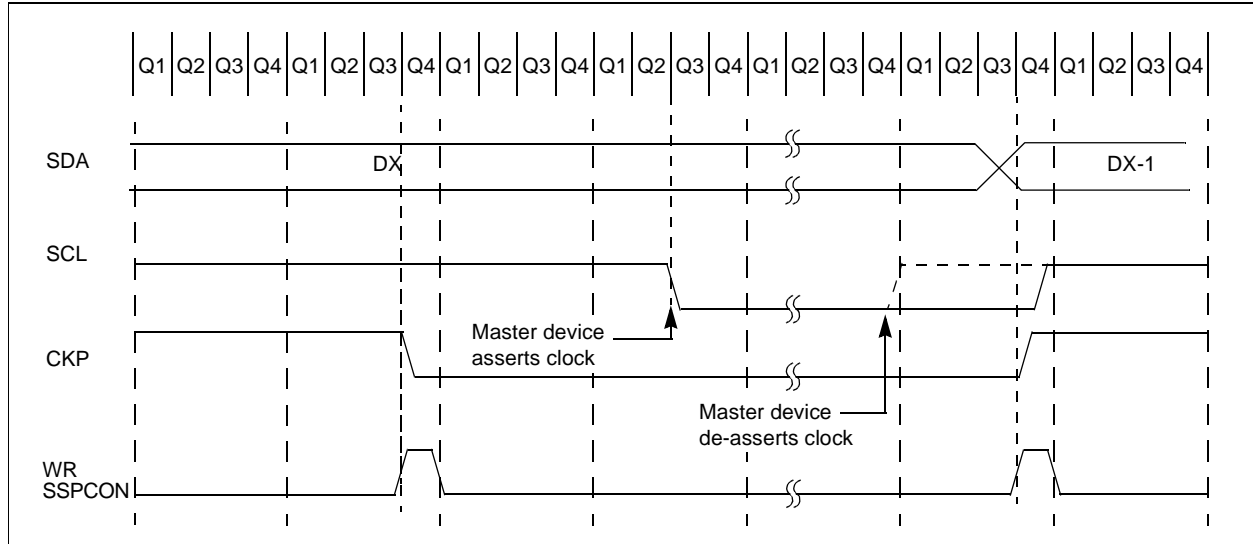 Q1 Q2 Q3 Q4 Q1 Q2 Q3 Q4 Q1 Q2 Q3 Q4 Q1 Q2 Q3 Q4 Q1 Q2 Q3 Q4 Q1 Q2 Q3 Q4 Q1 Q2 Q3 Q4
SDA
DX
DX-1
SCL
Master device
asserts clock
CKP
Master device
de-asserts clock
WR
SSPCON